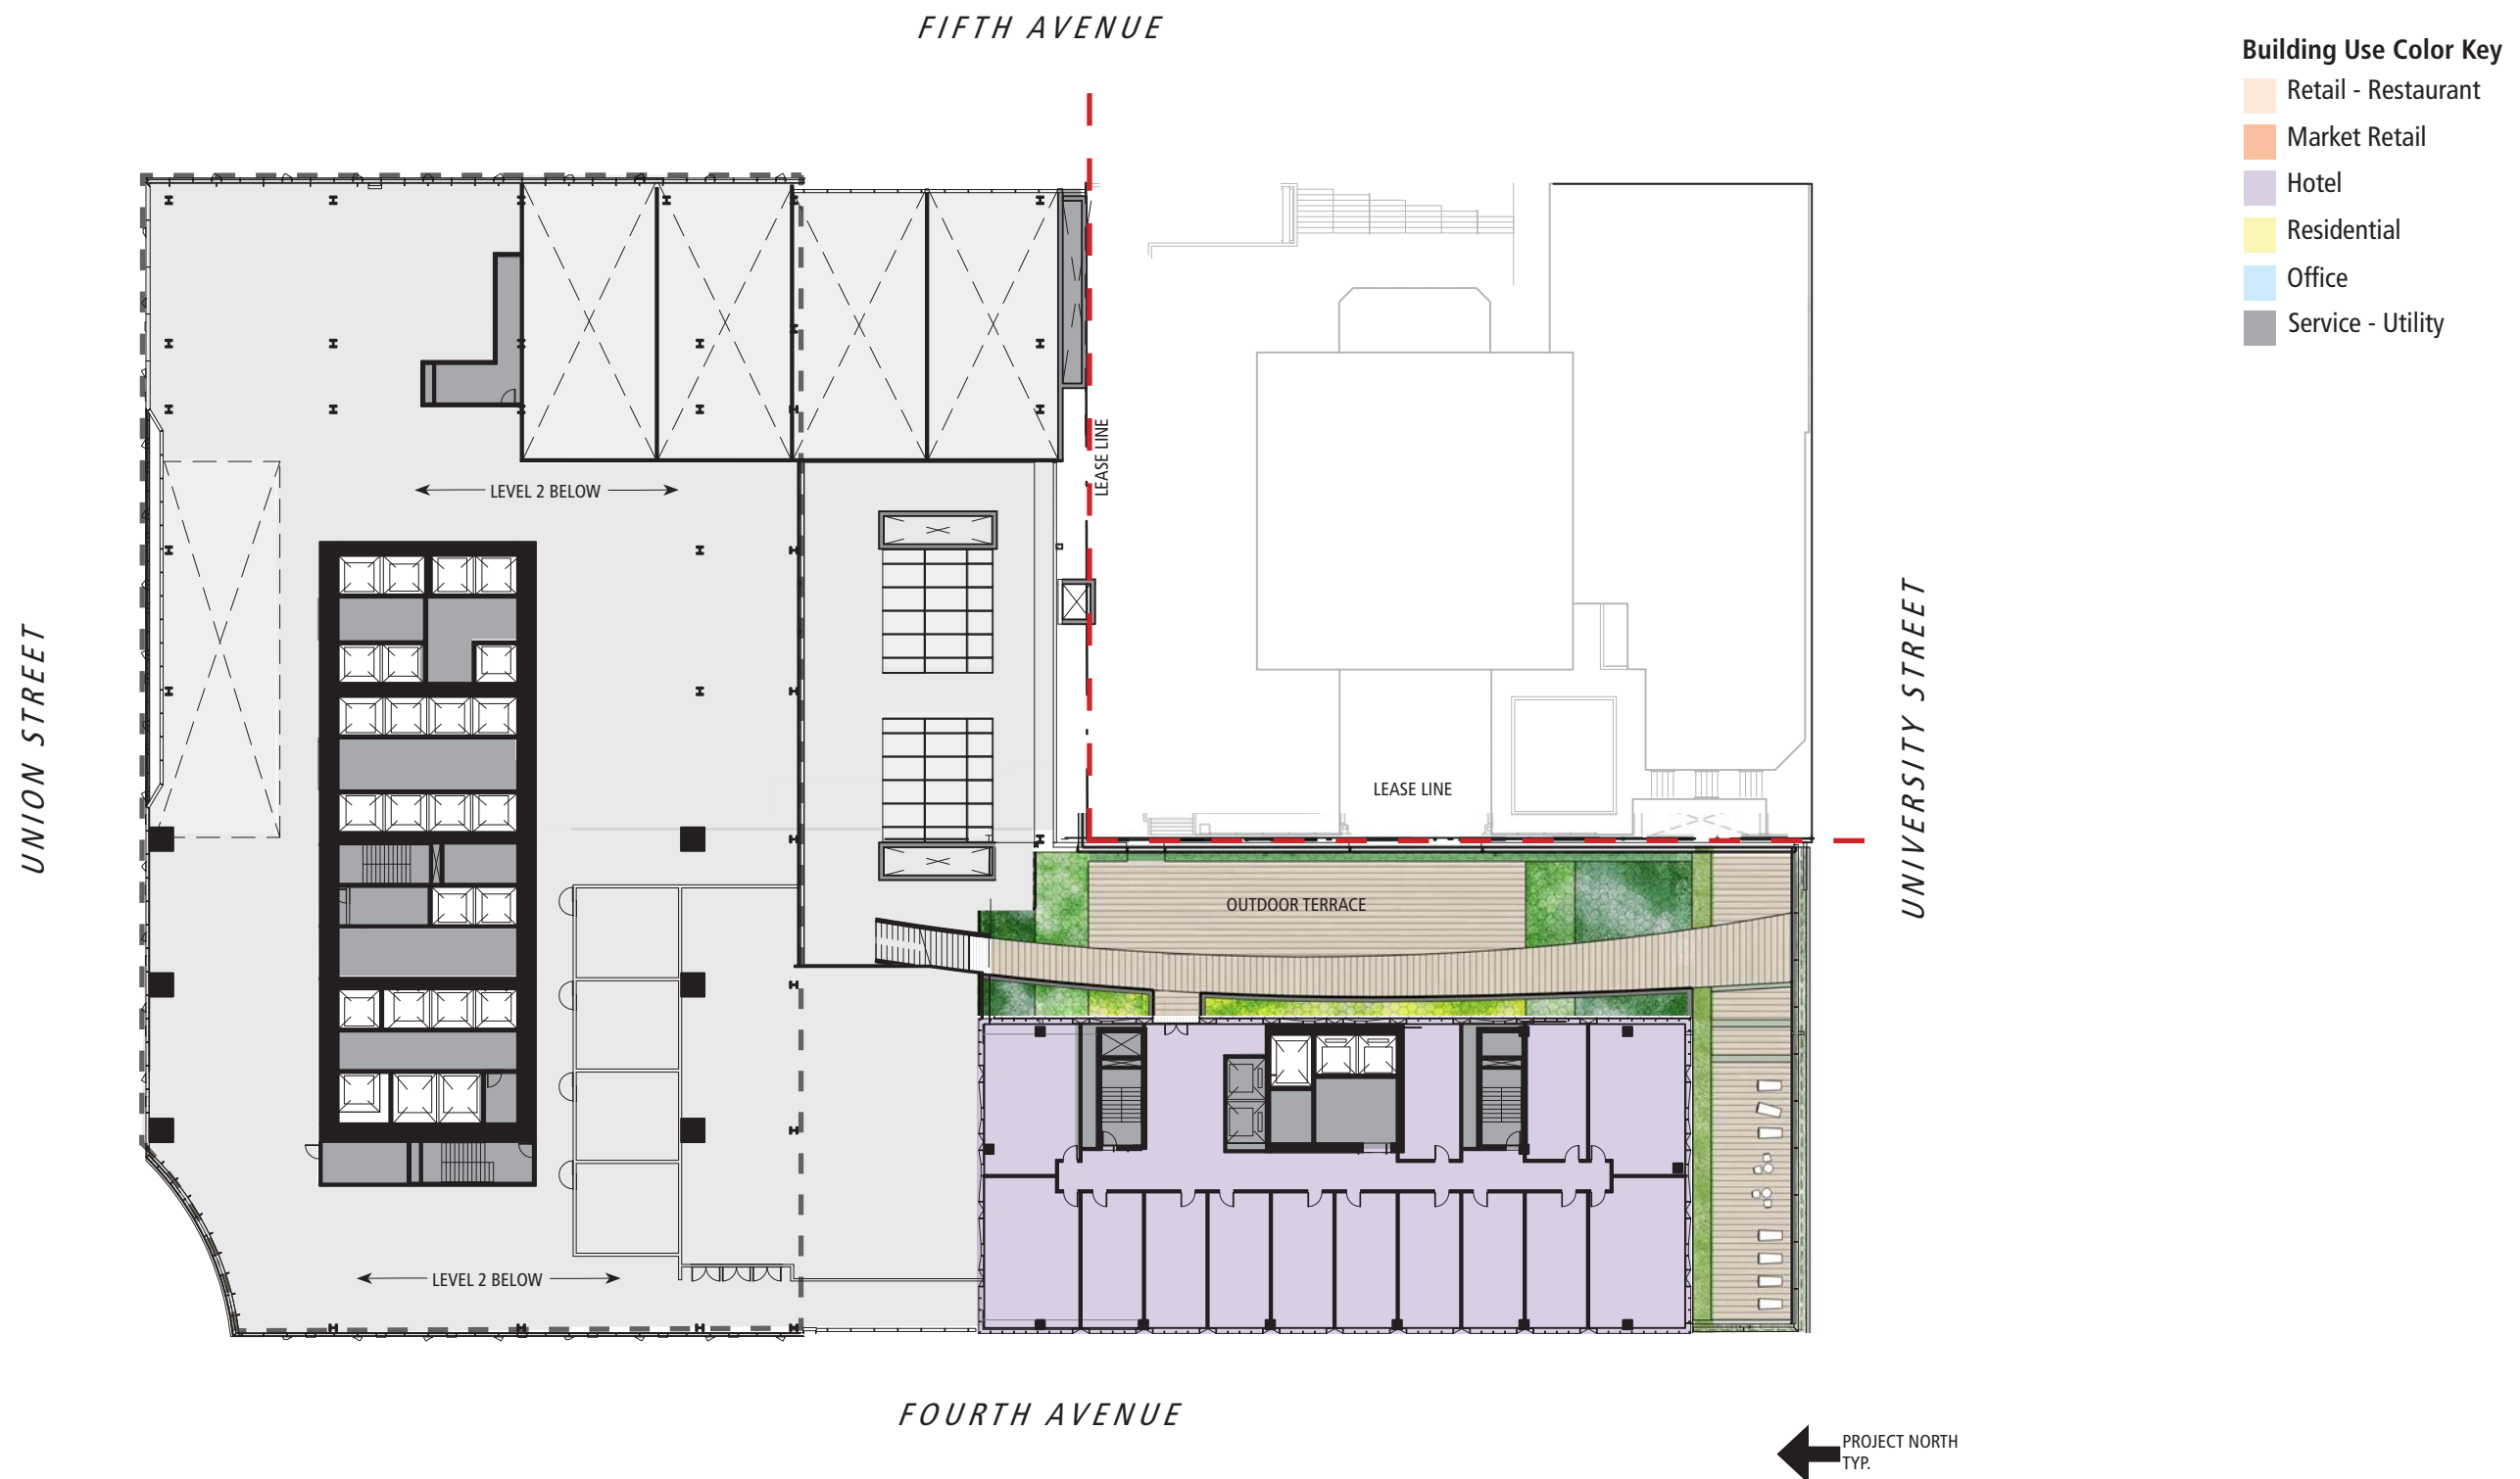 FIFTH AVENUE
Building Use Color Key
Retail - Restaurant
Market Retail
Hotel
Residential
Office
Service - Utility
LEASE LINE
LEVEL 2 BELOW
UNION STREET
UNIVERSITY STREET
LEASE LINE
OUTDOOR TERRACE
LEVEL 2 BELOW
FOURTH AVENUE
PROJECT NORTH
TYP.